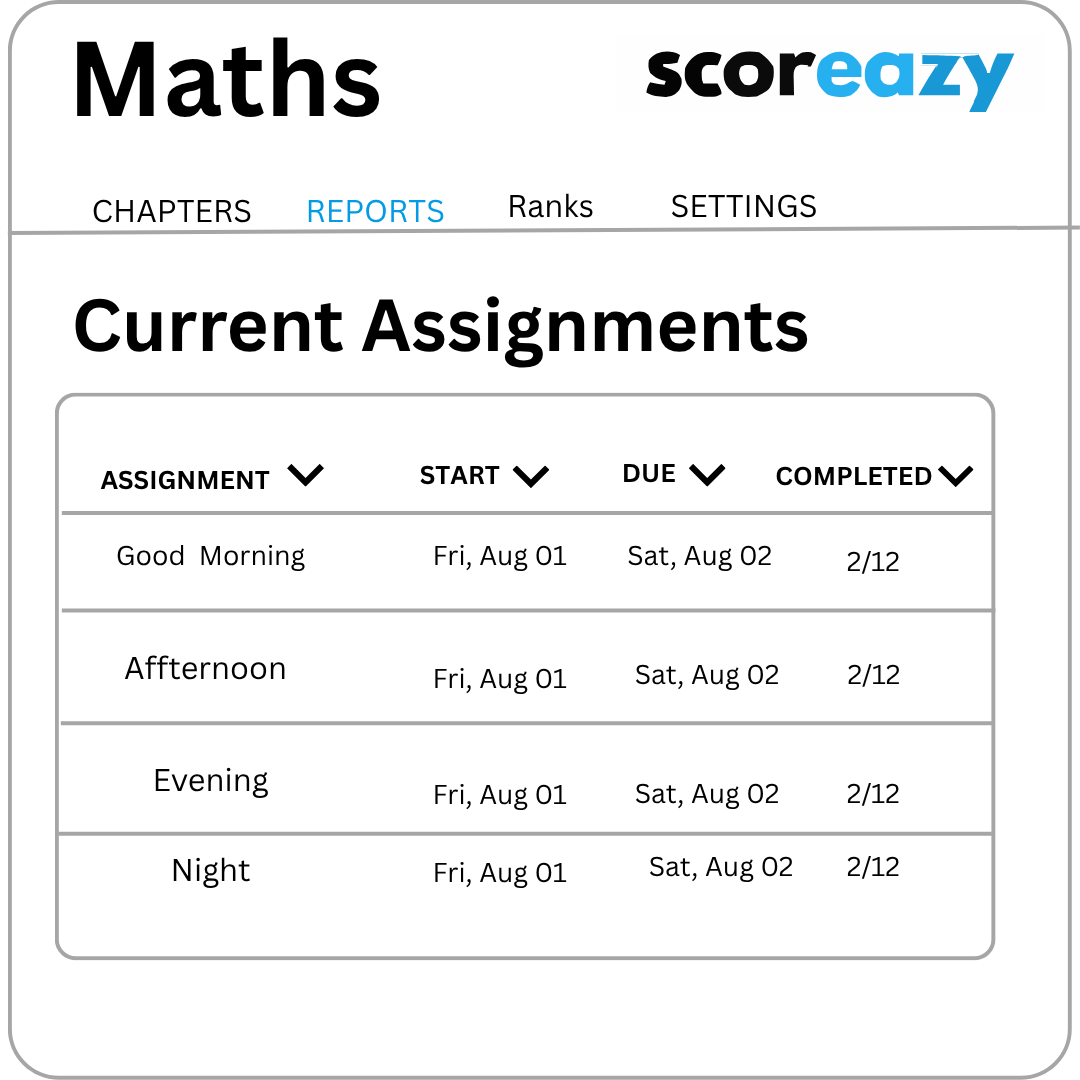 Maths
scoreazy
CHAPTERS REPORTS Ranks SETTINGS
Current Assignments
ASSIGNMENT START DUE COMPLETED
Good Morning Fri, Aug 01 Sat, Aug 02 2/12
Affternoon Fri, Aug 01 Sat, Aug 02 2/12
Evening Fri, Aug 01 Sat, Aug 02 2/12
Night Fri, Aug 01 Sat, Aug 02 2/12